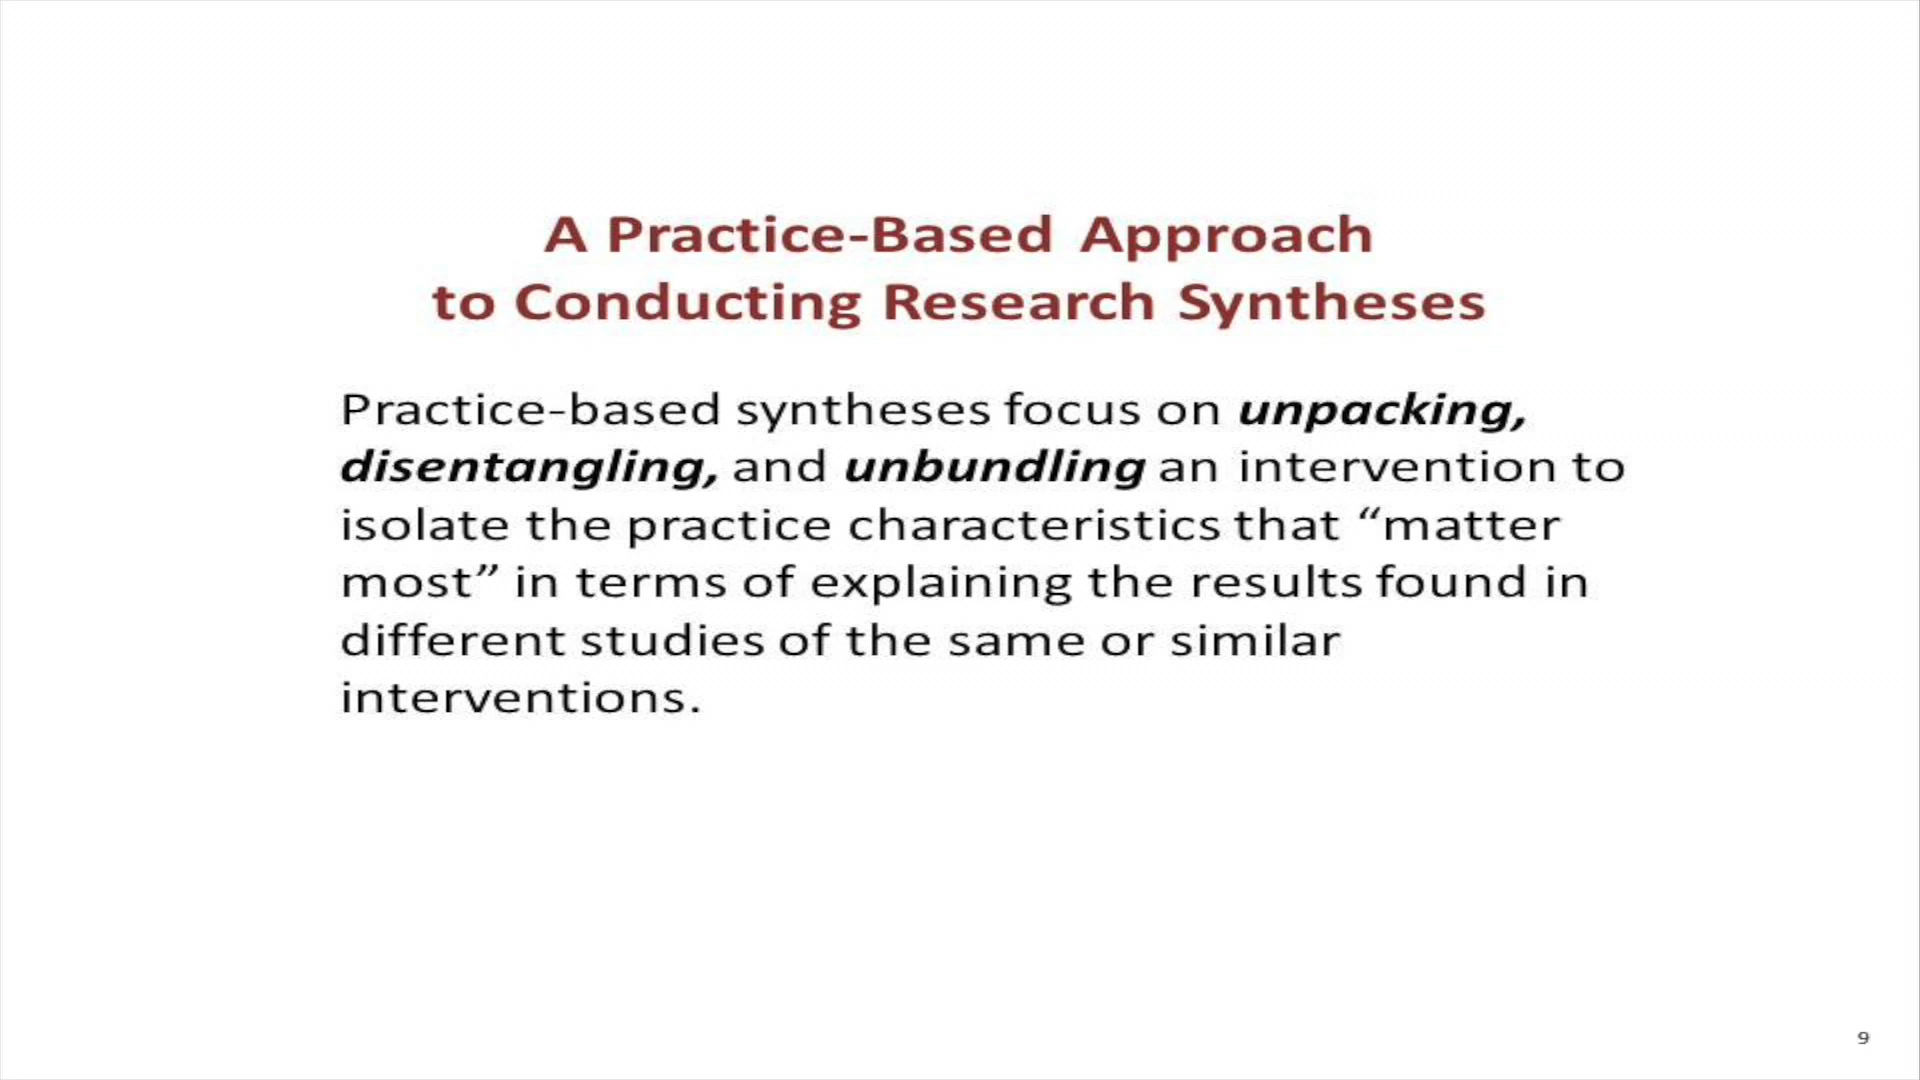 A Practice-Based Approach
to Conducting Research Syntheses
Practice-based syntheses focus on unpacking,
disentangling, and unbundling an intervention to
isolate the practice characteristics that “matter
most” in terms of explaining the results found in
different studies of the same or similar
interventions.
9